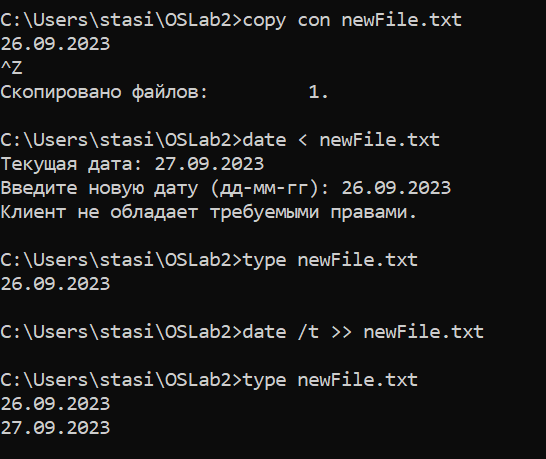 C:\Users\stasi\OSLab2>copy con newFile.txt
26.09.2023
^Z
Скопировано файлов:         1.
C:\Users\stasi\OSLab2>date < newFile.txt
Текущая дата: 27.09.2023
Введите новую дату (дд-мм-гг): 26.09.2023
Клиент не обладает требуемыми правами.
C:\Users\stasi\OSLab2>type newFile.txt
26.09.2023
C:\Users\stasi\OSLab2>date /t >> newFile.txt
C:\Users\stasi\OSLab2>type newFile.txt
26.09.2023
27.09.2023